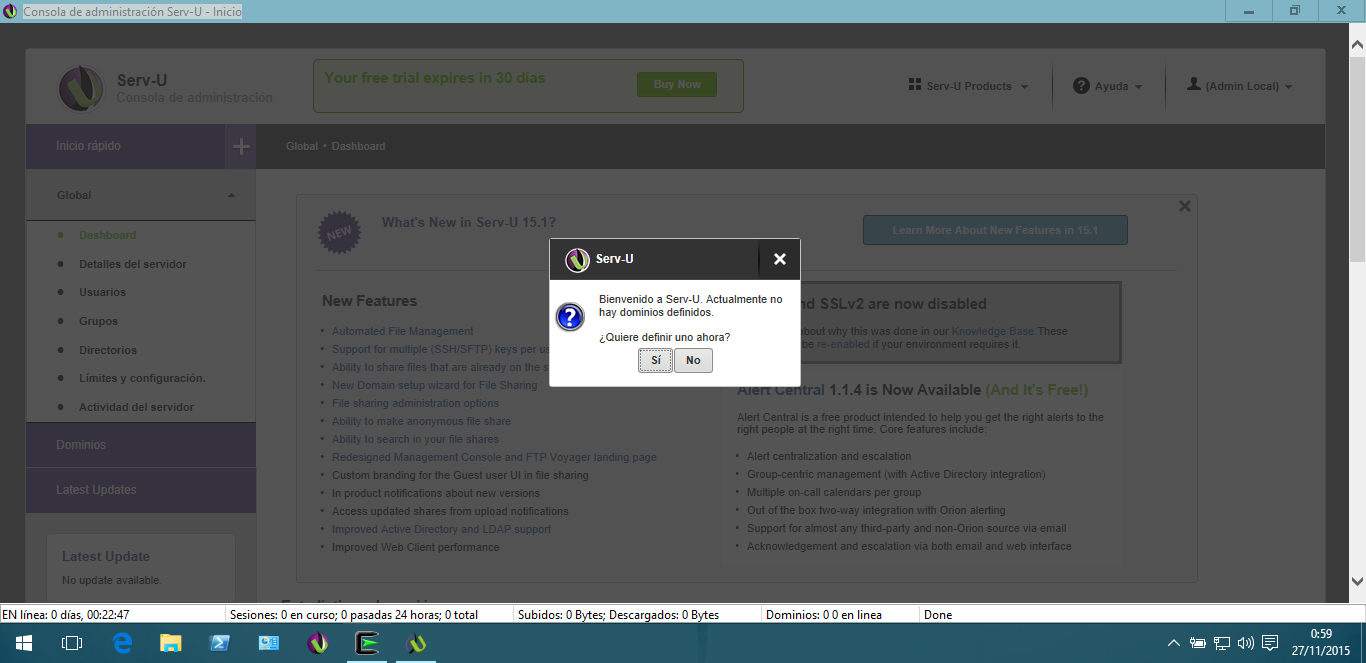 Consola de administración Serv-U - Inicio
Serv-U
Consola de administración
Your free trial expires in 30 días
Buy Now
Serv-U Products
Ayuda
(Admin Local)
Inicio rápido
Global • Dashboard
Global
Dashboard
Detalles del servidor
Usuarios
Grupos
Directorios
Límites y configuración.
Actividad del servidor
Dominios
Latest Updates
Latest Update
No update available.
NEW
What's New in Serv-U 15.1?
Learn More About New Features in 15.1
New Features
• Automated File Management
• Support for multiple (SSH/SFTP) keys per
• Ability to share files that are already on the
• New Domain setup wizard for File Sharing
• File sharing administration options
• Ability to make anonymous file share
• Ability to search in your file shares
• Redesigned Management Console and FTP Voyager landing page
• Custom branding for the Guest user UI in file sharing
• In product notifications about new versions
• Access updated shares from upload notifications
• Improved Active Directory and LDAP support
• Improved Web Client performance
Serv-U
Bienvenido a Serv-U. Actualmente no
hay dominios definidos.
¿Quiere definir uno ahora?
Sí
No
SSLv2 are now disabled
about why this was done in our Knowledge Base.These
be re-enabled if your environment requires it.
Alert Central 1.1.4 is Now Available (And It's Free!)
Alert Central is a free product intended to help you get the right alerts to the
right people at the right time. Core features include:
• Alert centralization and escalation
• Group-centric management (with Active Directory integration)
• Multiple on-call calendars per group
• Out of the box two-way integration with Orion alerting
• Support for almost any third-party and non-Orion source via email
• Acknowledgement and escalation via both email and web interface
EN línea: 0 días, 00:22:47
Sesiones: 0 en curso; 0 pasadas 24 horas; 0 total
Subidos: 0 Bytes; Descargados: 0 Bytes
Dominios: 0 0 en linea
Done
0:59
27/11/2015